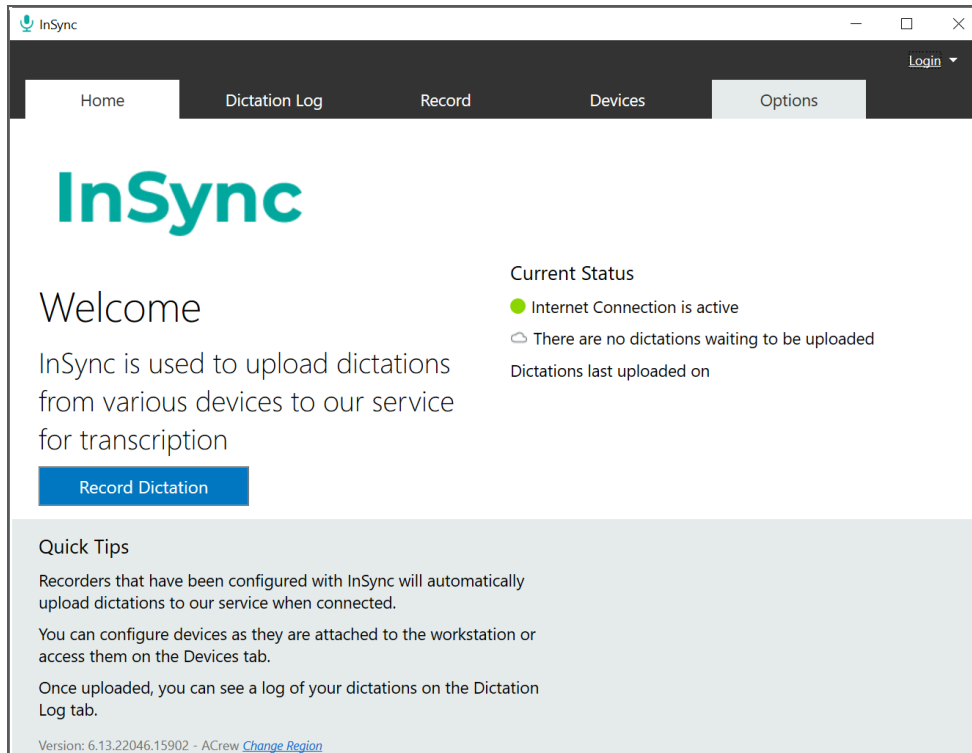 InSync
Login
Home
Dictation Log
Record
Devices
Options
InSync
Welcome
InSync is used to upload dictations
from various devices to our service
for transcription
Record Dictation
Current Status
Internet Connection is active
There are no dictations waiting to be uploaded
Dictations last uploaded on
Quick Tips
Recorders that have been configured with InSync will automatically
upload dictations to our service when connected.
You can configure devices as they are attached to the workstation or
access them on the Devices tab.
Once uploaded, you can see a log of your dictations on the Dictation
Log tab.
Version: 6.13.22046.15902 - ACrew Change Region